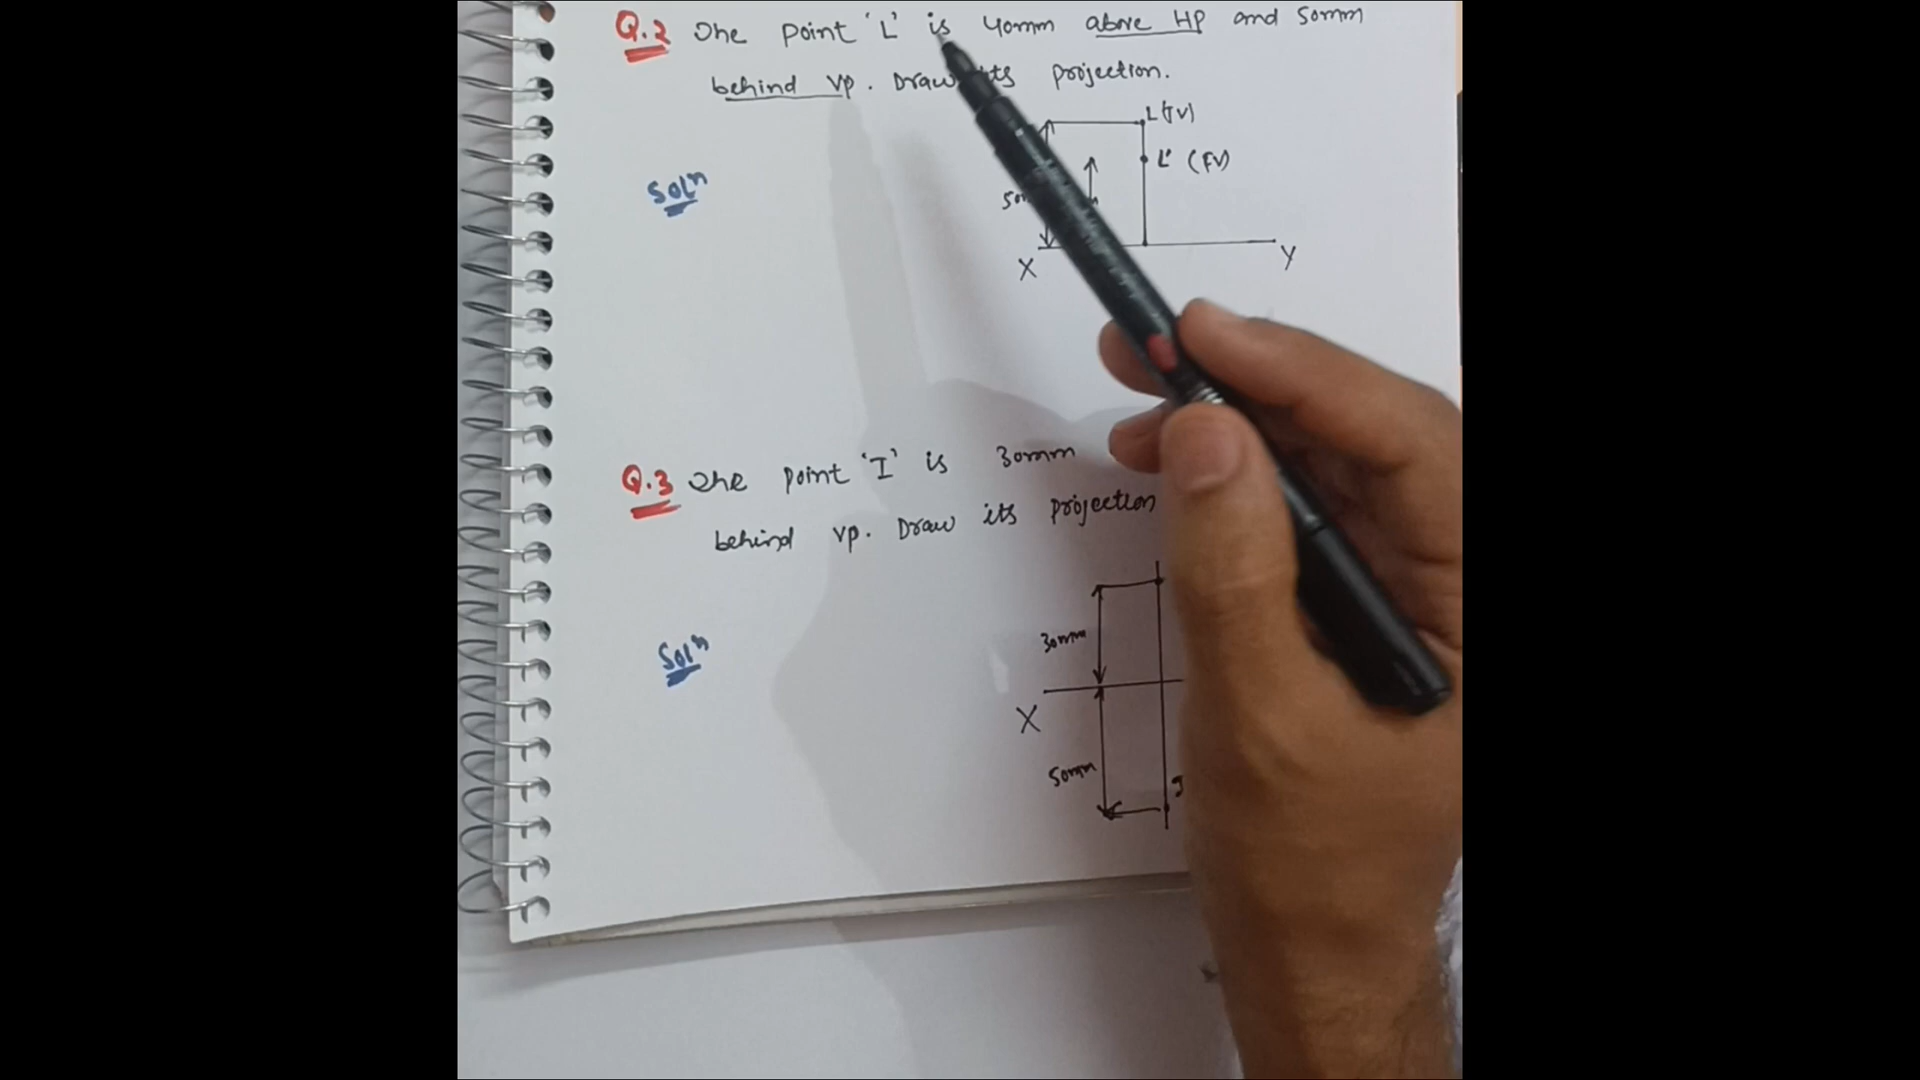 Q.2 The point 'L' is 40mm above HP and 50mm
behind VP. Draw its projection.
L(TV)
L' (FV)
Soln
X
Y
Q.3 The point 'I' is 30mm
behind VP. Draw its projection
30mm
Soln
X
50mm